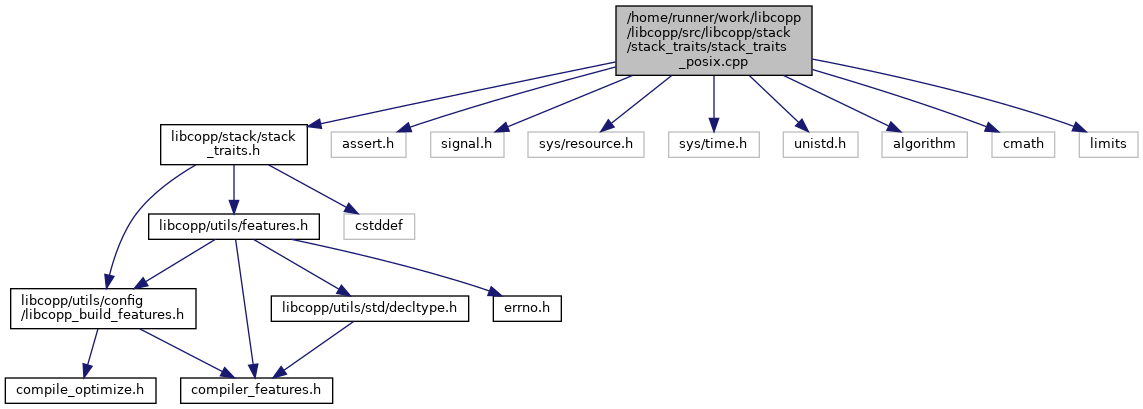 /home/runner/work/libcopp
/libcopp/src/libcopp/stack
/stack_traits/stack_traits
_posix.cpp
libcopp/stack/stack
_traits.h
assert.h
signal.h
sys/resource.h
sys/time.h
unistd.h
algorithm
cmath
limits
libcopp/utils/features.h
cstddef
libcopp/utils/config
/libcopp_build_features.h
libcopp/utils/std/decltype.h
errno.h
compile_optimize.h
compiler_features.h